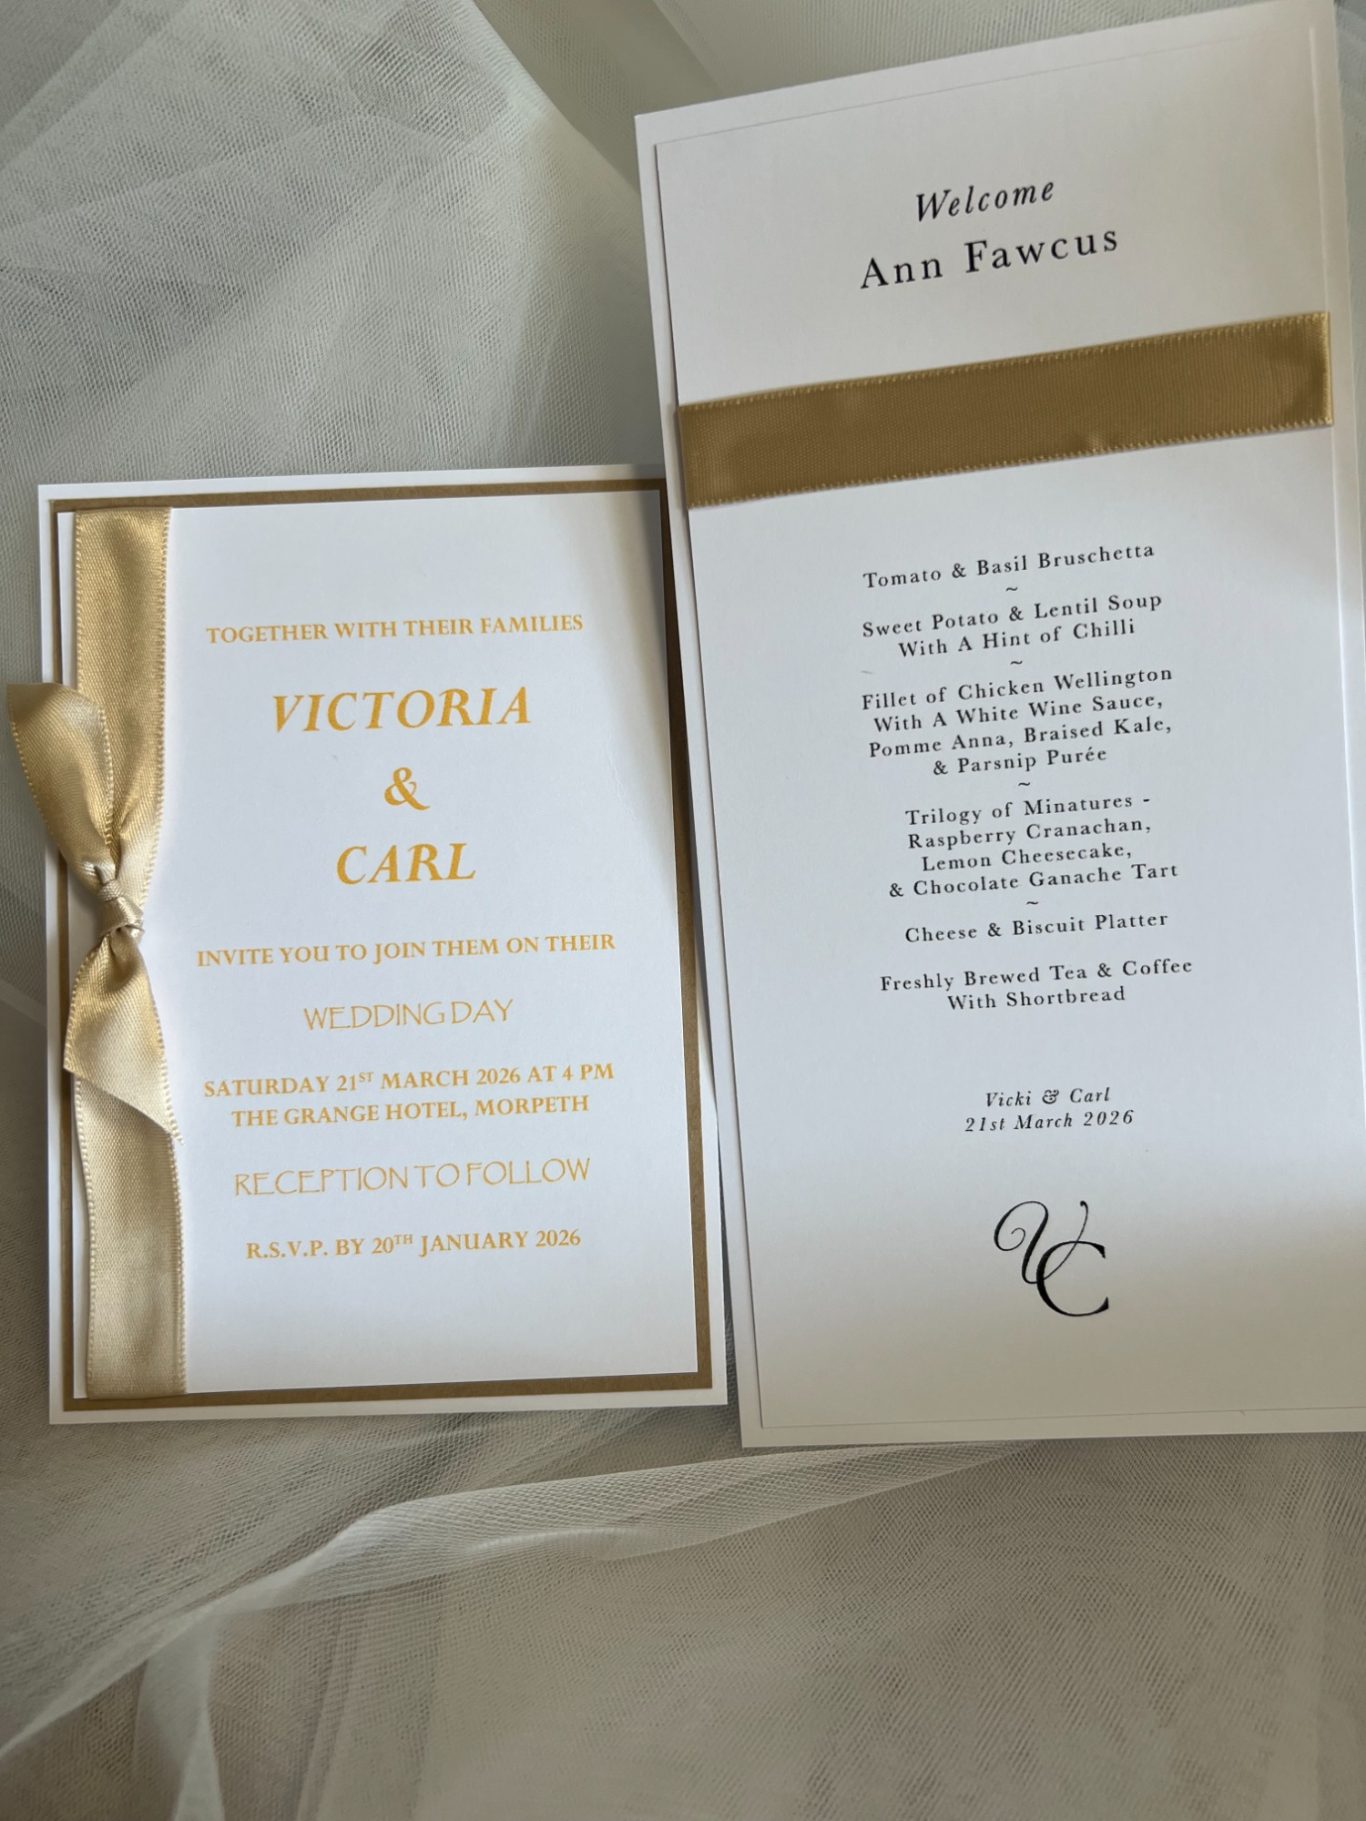 TOGETHER WITH THEIR FAMILIES
VICTORIA
&
CARL
INVITE YOU TO JOIN THEM ON THEIR
WEDDING DAY
SATURDAY 21ST MARCH 2026 AT 4 PM
THE GRANGE HOTEL, MORPETH
RECEPTION TO FOLLOW
R.S.V.P. BY 20TH JANUARY 2026
Welcome
Ann Fawcus
Tomato & Basil Bruschetta
~
Sweet Potato & Lentil Soup
With A Hint of Chilli
~
Fillet of Chicken Wellington
With A White Wine Sauce,
Pomme Anna, Braised Kale,
& Parsnip Purée
~
Trilogy of Minatures -
Raspberry Cranachan,
Lemon Cheesecake,
& Chocolate Ganache Tart
~
Cheese & Biscuit Platter
Freshly Brewed Tea & Coffee
With Shortbread
Vicki & Carl
21st March 2026
VC